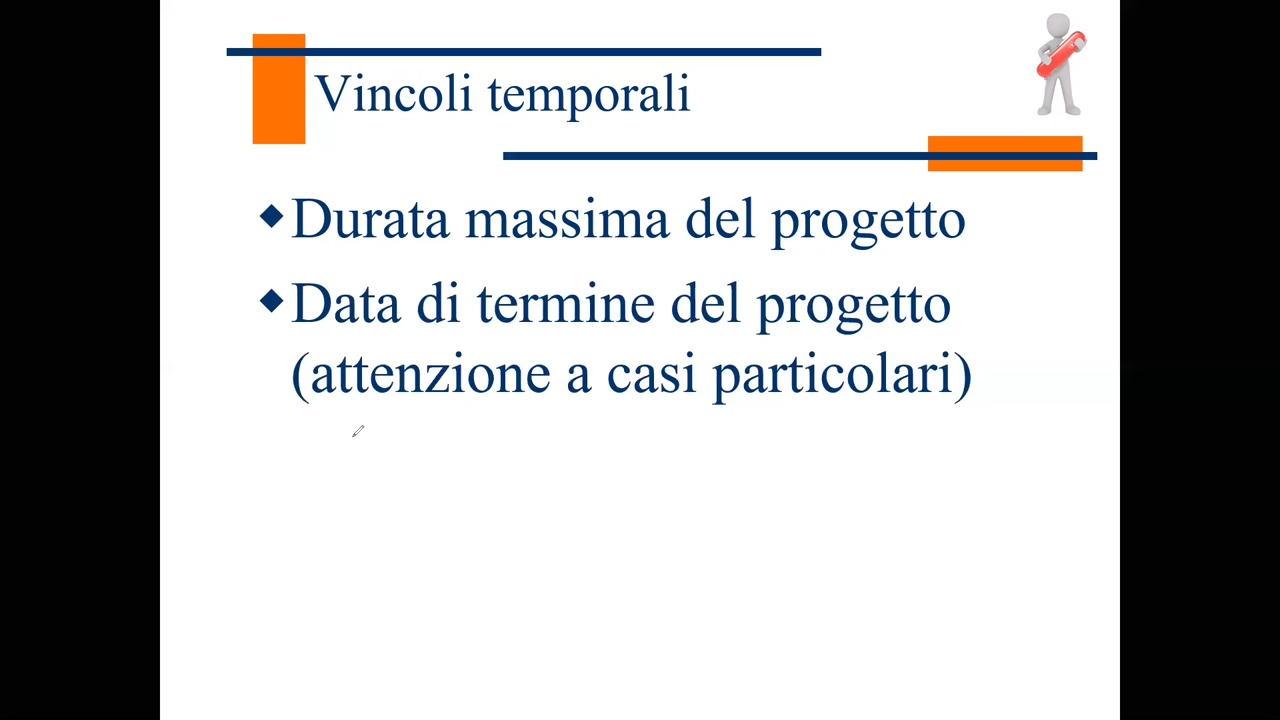 Vincoli temporali
Durata massima del progetto
Data di termine del progetto
(attenzione a casi particolari)